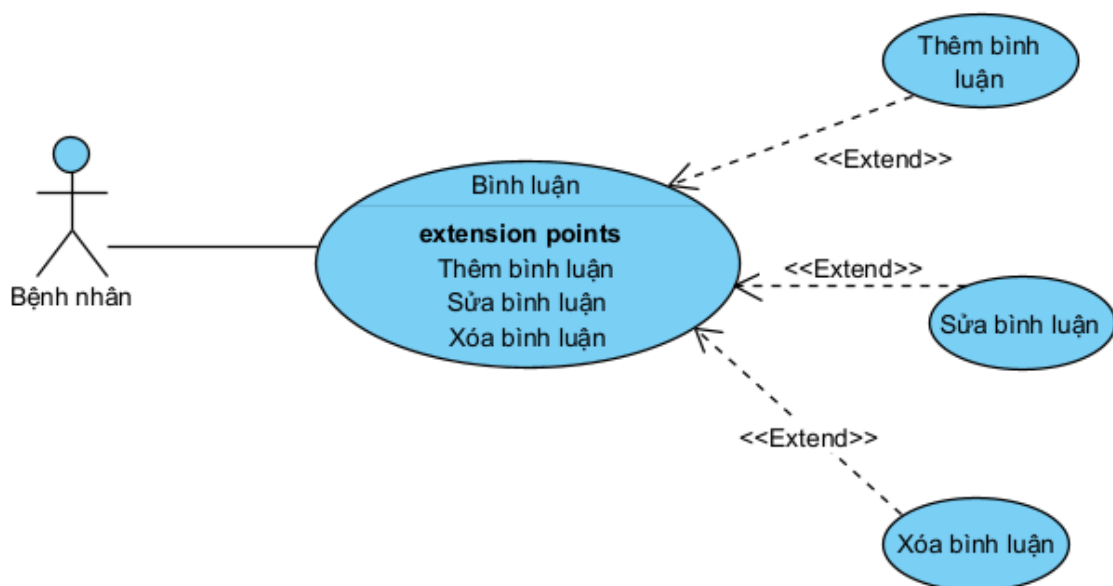 Thêm bình
luận
<<Extend>>
Bình luận
extension points
Thêm bình luận
Sửa bình luận
Xóa bình luận
Bệnh nhân
<<Extend>>
Sửa bình luận
<<Extend>>
Xóa bình luận